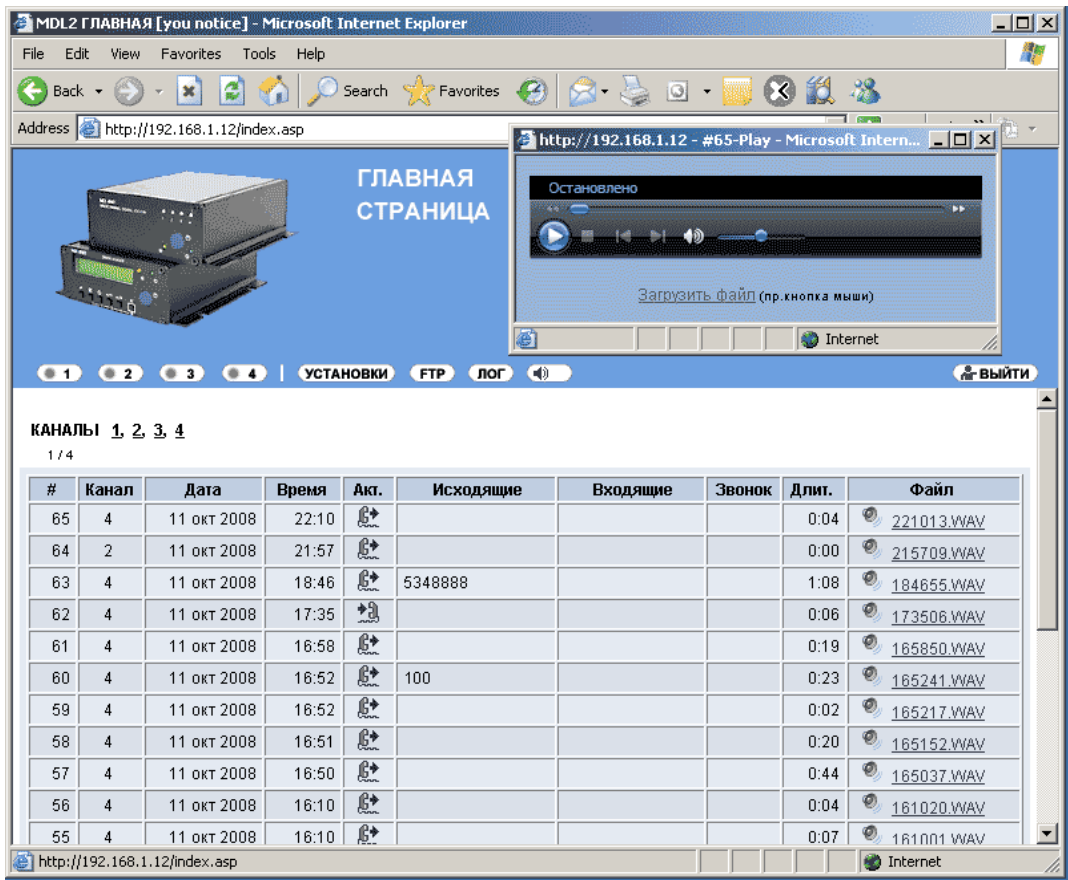 MDL2 ГЛАВНАЯ [you notice] - Microsoft Internet Explorer
File Edit View Favorites Tools Help
Back Search Favorites
Address http://192.168.1.12/index.asp
http://192.168.1.12 - #65-Play - Microsoft Intern...
Остановлено
Загрузить файл (пр.кнопка мыши)
Internet
ГЛАВНАЯ
СТРАНИЦА
1 2 3 4 | УСТАНОВКИ FTP ЛОГ ВЫЙТИ
КАНАЛЫ 1, 2, 3, 4
1 / 4
# Канал Дата Время Акт. Исходящие Входящие Звонок Длит. Файл
65 4 11 окт 2008 22:10 0:04 221013.WAV
64 2 11 окт 2008 21:57 0:00 215709.WAV
63 4 11 окт 2008 18:46 5348888 1:08 184655.WAV
62 4 11 окт 2008 17:35 0:06 173506.WAV
61 4 11 окт 2008 16:58 0:19 165850.WAV
60 4 11 окт 2008 16:52 100 0:23 165241.WAV
59 4 11 окт 2008 16:52 0:02 165217.WAV
58 4 11 окт 2008 16:51 0:20 165152.WAV
57 4 11 окт 2008 16:50 0:44 165037.WAV
56 4 11 окт 2008 16:10 0:04 161020.WAV
55 4 11 окт 2008 16:10 0:07 161001.WAV
http://192.168.1.12/index.asp Internet